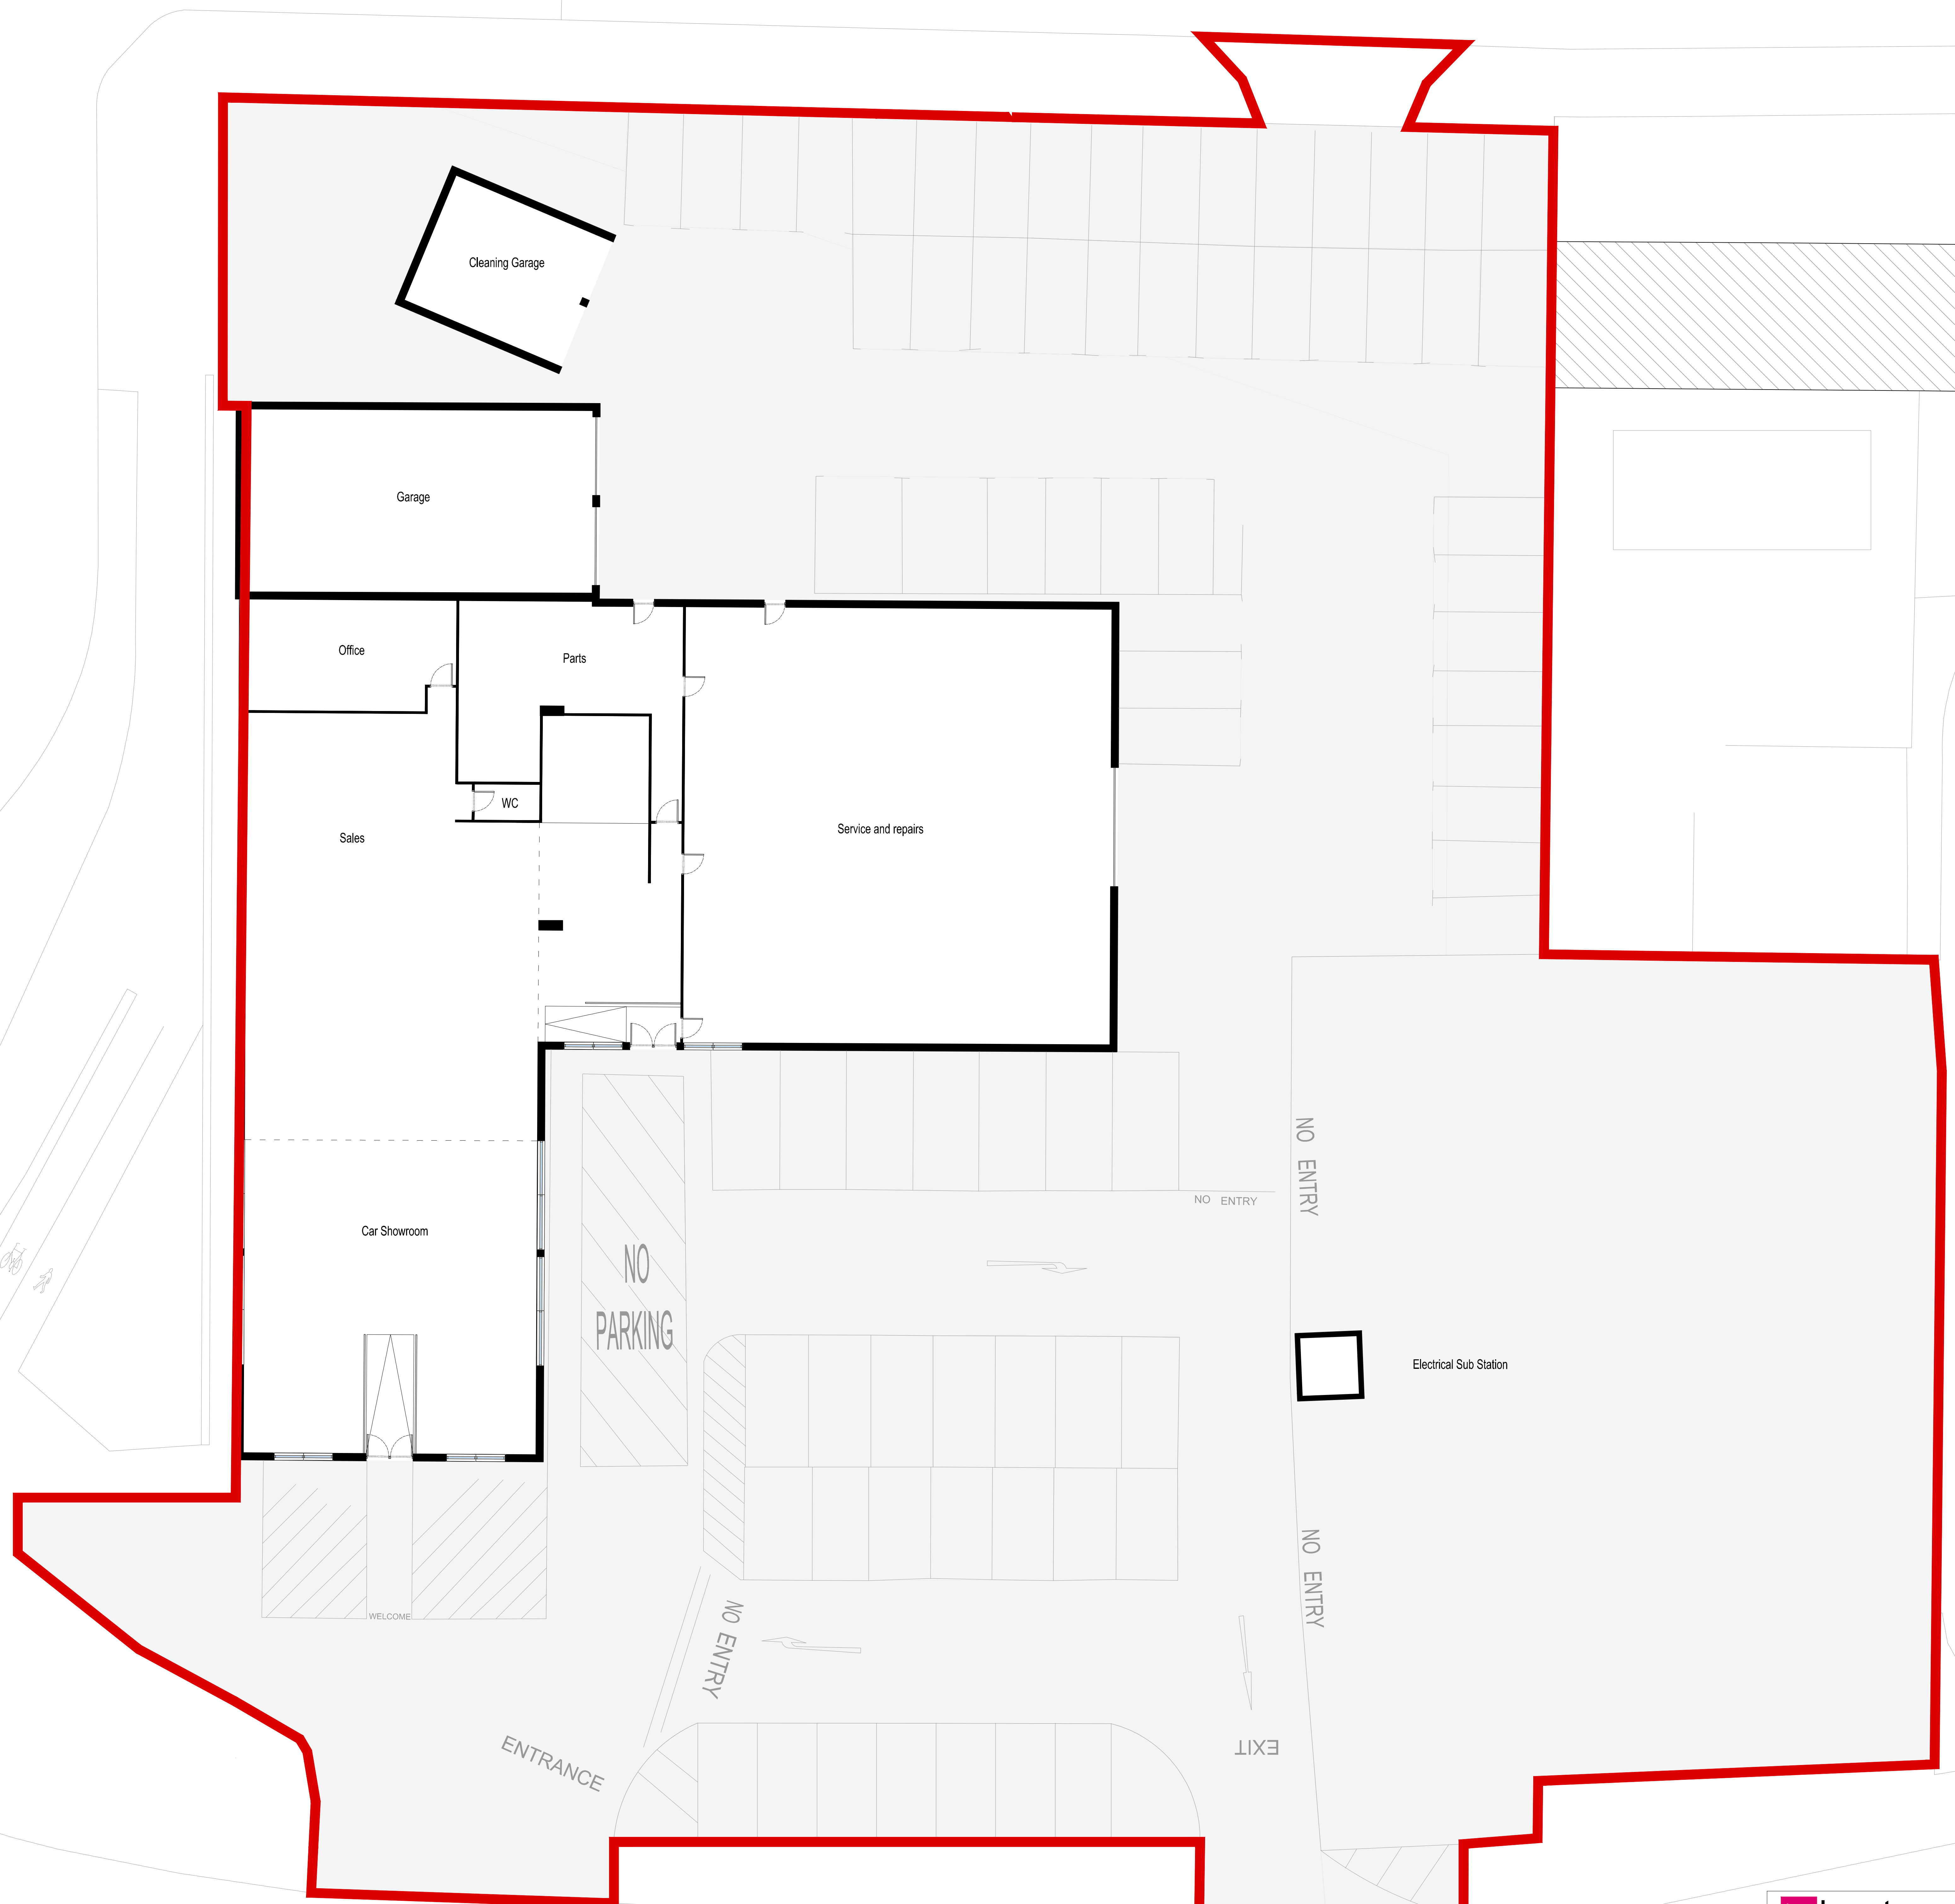 Cleaning Garage
Garage
Office
Parts
WC
Sales
Service and repairs
NO ENTRY
NO ENTRY
Car Showroom
NO
PARKING
Electrical Sub Station
NO ENTRY
WELCOME
NO ENTRY
ENTRANCE
EXIT